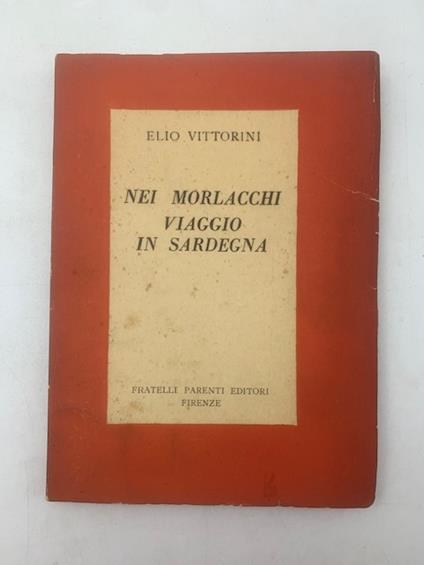 ELIO VITTORINI
NEI MORLACCHI
VIAGGIO
IN SARDEGNA
FRATELLI PARENTI EDITORI
FIRENZE